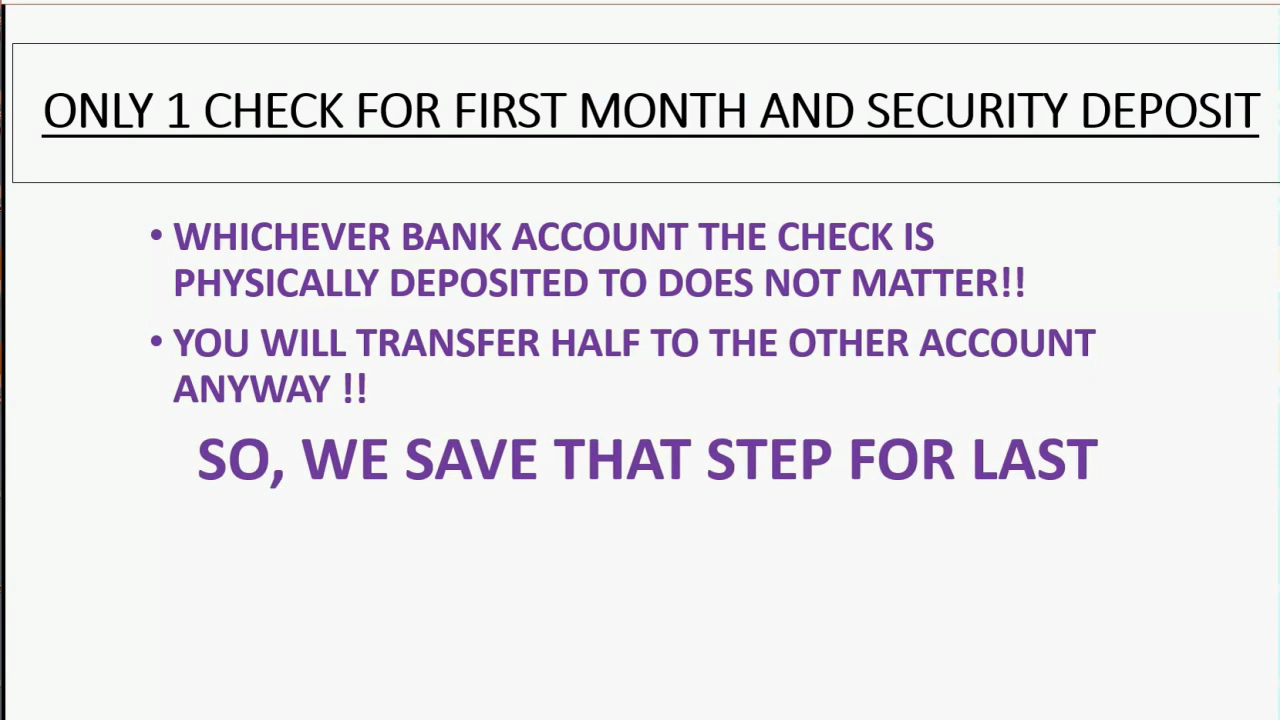 ONLY 1 CHECK FOR FIRST MONTH AND SECURITY DEPOSIT
• WHICHEVER BANK ACCOUNT THE CHECK IS
PHYSICALLY DEPOSITED TO DOES NOT MATTER!!
• YOU WILL TRANSFER HALF TO THE OTHER ACCOUNT
ANYWAY !!
SO, WE SAVE THAT STEP FOR LAST